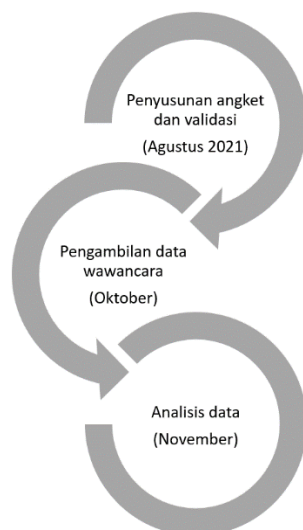 Penyusunan angket
dan validasi
(Agustus 2021)
Pengambilan data
wawancara
(Oktober)
Analisis data
(November)